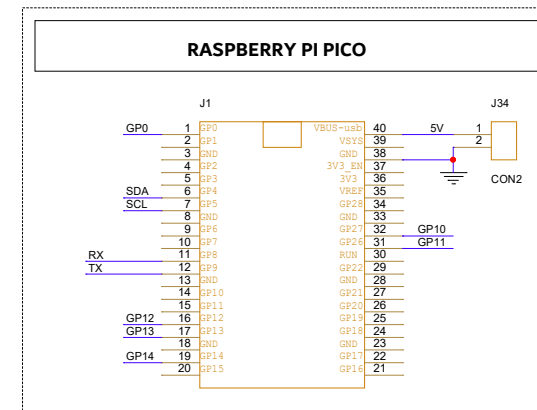 RASPBERRY PI PICO
J1
J34
GP0 1 GP0 VBUS-usb 40 5V 1
2 GP1 VSYS 39 2
3 GND GND 38
4 GP2 3V3_EN 37
5 GP3 3V3 36
SDA 6 GP4 VREF 35
SCL 7 GP5 GP28 34
8 GND GND 33
9 GP6 GP27 32 GP10
10 GP7 GP26 31 GP11
RX 11 GP8 RUN 30
TX 12 GP9 GP22 29
13 GND GND 28
14 GP10 GP21 27
15 GP11 GP20 26
GP12 16 GP12 GP19 25
GP13 17 GP13 GP18 24
18 GND GND 23
GP14 19 GP14 GP17 22
20 GP15 GP16 21
CON2